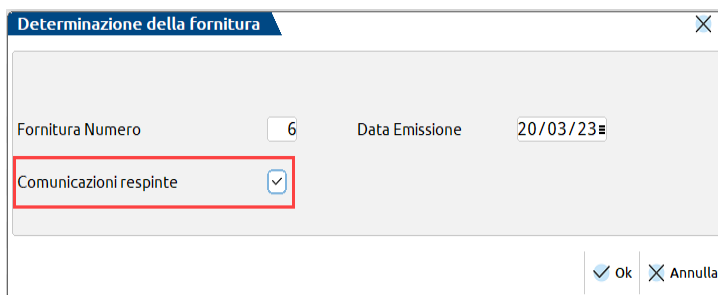 Determinazione della fornitura
Fornitura Numero 6 Data Emissione 20/03/23
Comunicazioni respinte
Ok Annulla